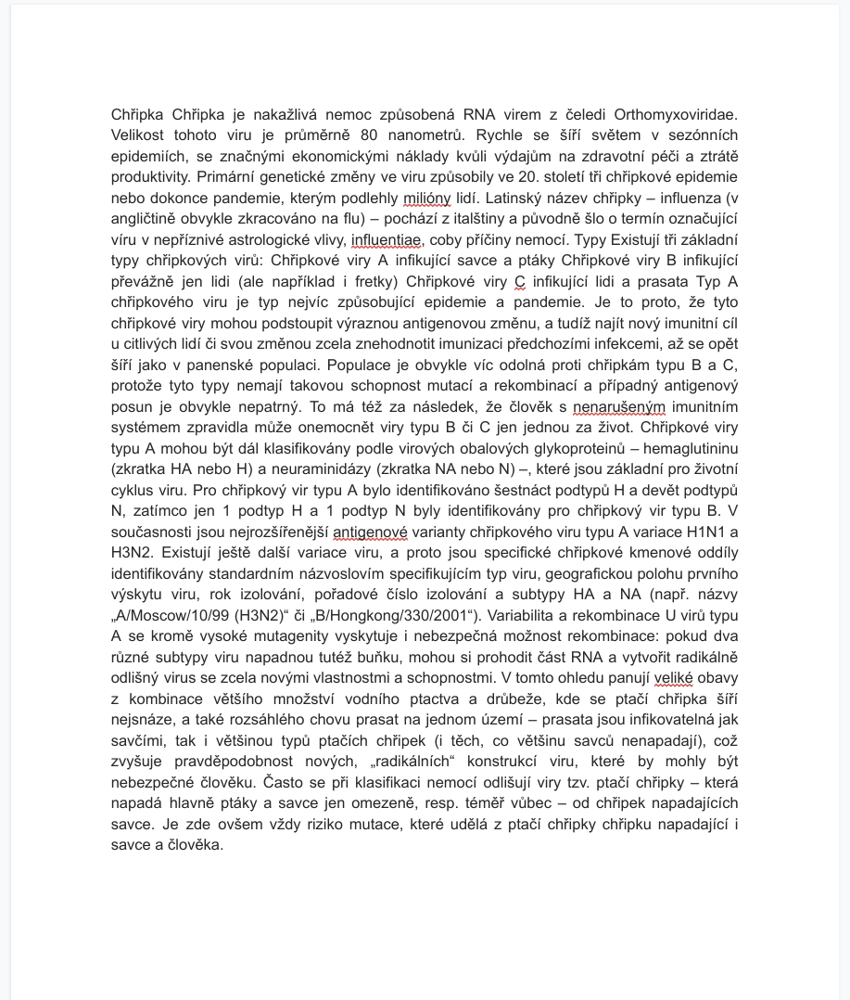 Chřipka Chřipka je nakažlivá nemoc způsobená RNA virem z čeledi Orthomyxoviridae.
Velikost tohoto viru je průměrně 80 nanometrů. Rychle se šíří světem v sezónních
epidemiích, se značnými ekonomickými náklady kvůli výdajům na zdravotní péči a ztrátě
produktivity. Primární genetické změny ve viru způsobily ve 20. století tři chřipkové epidemie
nebo dokonce pandemie, kterým podlehly milióny lidí. Latinský název chřipky – influenza (v
angličtině obvykle zkracováno na flu) – pochází z italštiny a původně šlo o termín označující
víru v nepříznivé astrologické vlivy, influentiae, coby příčiny nemocí. Typy Existují tři základní
typy chřipkových virů: Chřipkové viry A infikující savce a ptáky Chřipkové viry B infikující
převážně jen lidi (ale například i fretky) Chřipkové viry C infikující lidi a prasata Typ A
chřipkového viru je typ nejvíc způsobující epidemie a pandemie. Je to proto, že tyto
chřipkové viry mohou podstoupit výraznou antigenovou změnu, a tudíž najít nový imunitní cíl
u citlivých lidí či svou změnou zcela znehodnotit imunizaci předchozími infekcemi, až se opět
šíří jako v panenské populaci. Populace je obvykle víc odolná proti chřipkám typu B a C,
protože tyto typy nemají takovou schopnost mutací a rekombinací a případný antigenový
posun je obvykle nepatrný. To má též za následek, že člověk s nenarušeným imunitním
systémem zpravidla může onemocnět viry typu B či C jen jednou za život. Chřipkové viry
typu A mohou být dál klasifikovány podle virových obalových glykoproteinů – hemaglutininu
(zkratka HA nebo H) a neuraminidázy (zkratka NA nebo N) –, které jsou základní pro životní
cyklus viru. Pro chřipkový vir typu A bylo identifikováno šestnáct podtypů H a devět podtypů
N, zatímco jen 1 podtyp H a 1 podtyp N byly identifikovány pro chřipkový vir typu B. V
současnosti jsou nejrozšířenější antigenové varianty chřipkového viru typu A variace H1N1 a
H3N2. Existují ještě další variace viru, a proto jsou specifické chřipkové kmenové oddíly
identifikovány standardním názvoslovím specifikujícím typ viru, geografickou polohu prvního
výskytu viru, rok izolování, pořadové číslo izolování a subtypy HA a NA (např. názvy
„A/Moscow/10/99 (H3N2)“ či „B/Hongkong/330/2001“). Variabilita a rekombinace U virů typu
A se kromě vysoké mutagenity vyskytuje i nebezpečná možnost rekombinace: pokud dva
různé subtypy viru napadnou tutéž buňku, mohou si prohodit část RNA a vytvořit radikálně
odlišný virus se zcela novými vlastnostmi a schopnostmi. V tomto ohledu panují veliké obavy
z kombinace většího množství vodního ptactva a drůbeže, kde se ptačí chřipka šíří
nejsnáze, a také rozsáhlého chovu prasat na jednom území – prasata jsou infikovatelná jak
savčími, tak i většinou typů ptačích chřipek (i těch, co většinu savců nenapadají), což
zvyšuje pravděpodobnost nových, „radikálních“ konstrukcí viru, které by mohly být
nebezpečné člověku. Často se při klasifikaci nemocí odlišují viry tzv. ptačí chřipky – která
napadá hlavně ptáky a savce jen omezeně, resp. téměř vůbec – od chřipek napadajících
savce. Je zde ovšem vždy riziko mutace, které udělá z ptačí chřipky chřipku napadající i
savce a člověka.